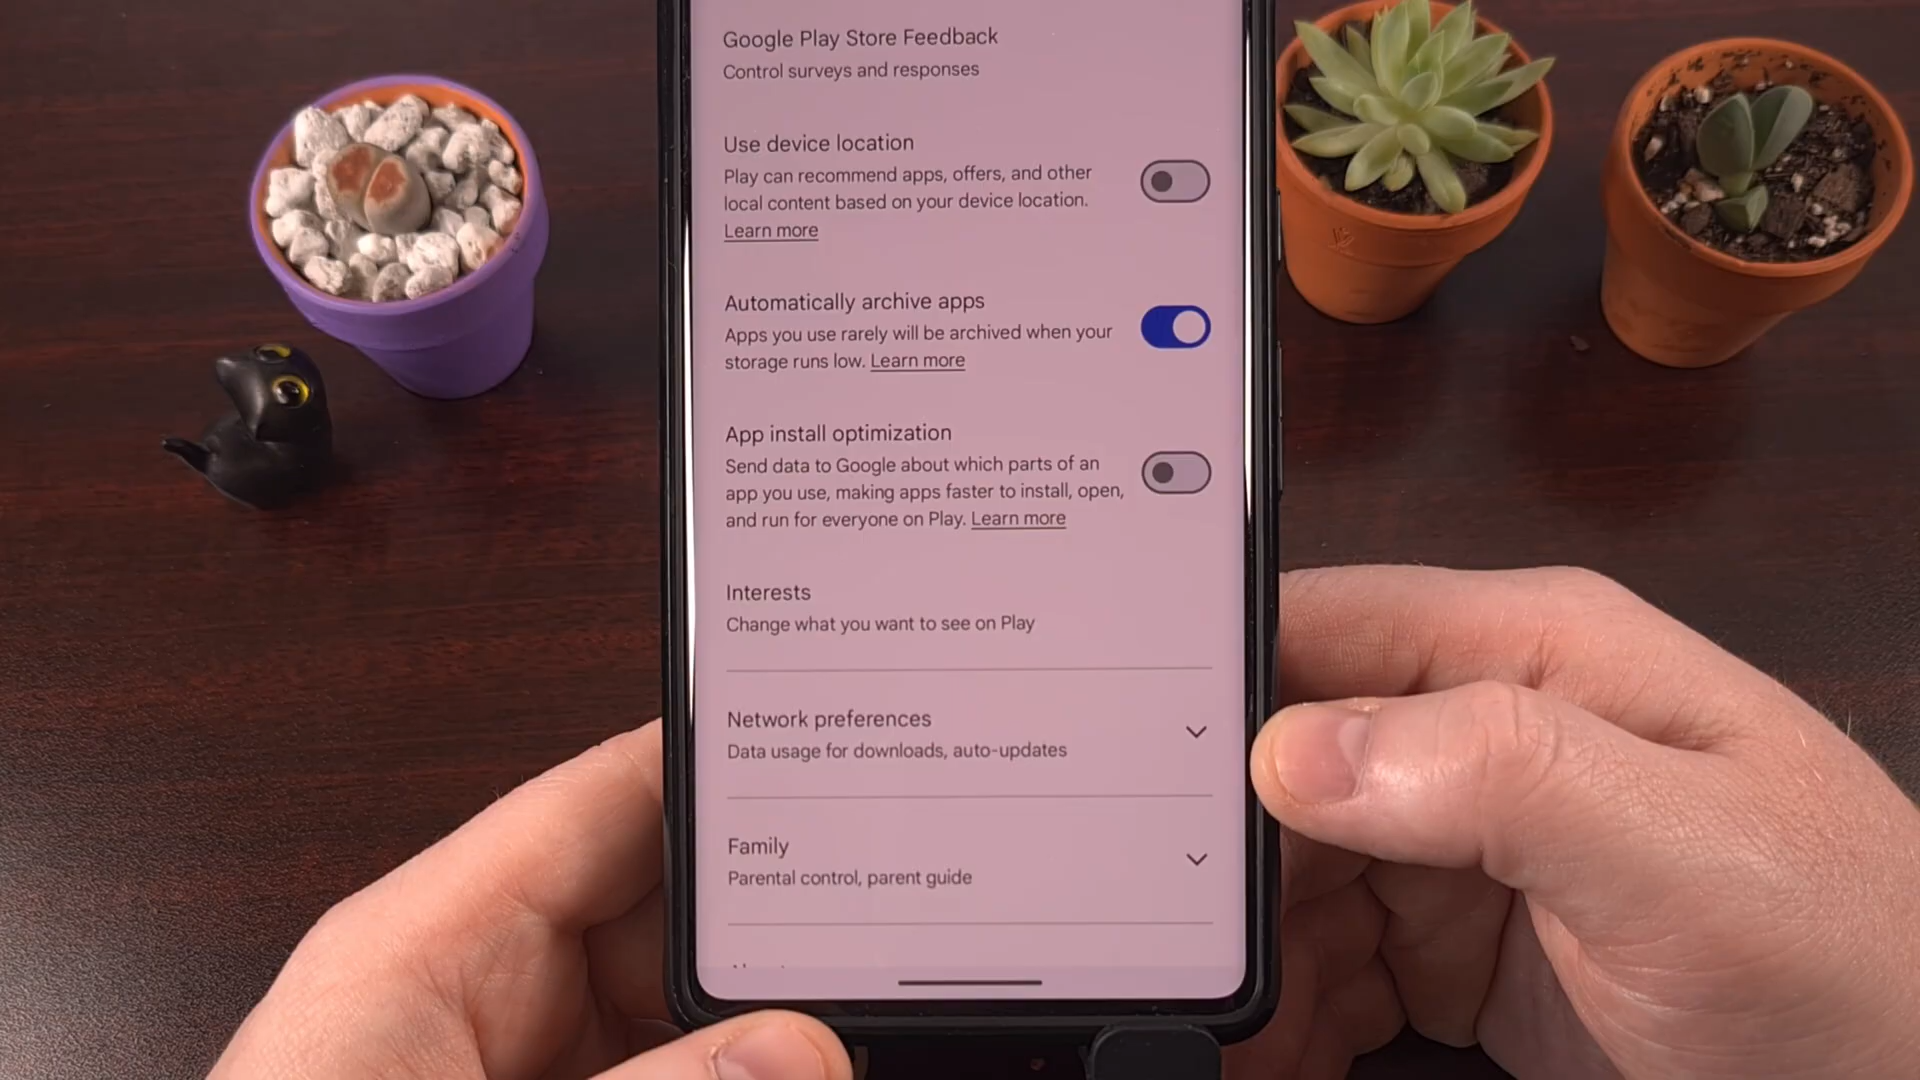 Google Play Store Feedback
Control surveys and responses
Use device location
Play can recommend apps, offers, and other
local content based on your device location.
Learn more
Automatically archive apps
Apps you use rarely will be archived when your
storage runs low. Learn more
App install optimization
Send data to Google about which parts of an
app you use, making apps faster to install, open,
and run for everyone on Play. Learn more
Interests
Change what you want to see on Play
Network preferences
Data usage for downloads, auto-updates
Family
Parental control, parent guide